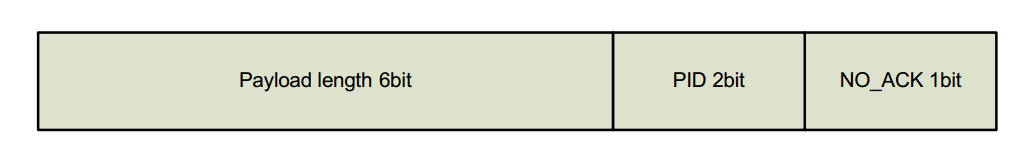 Payload length 6bit
PID 2bit
NO_ACK 1bit